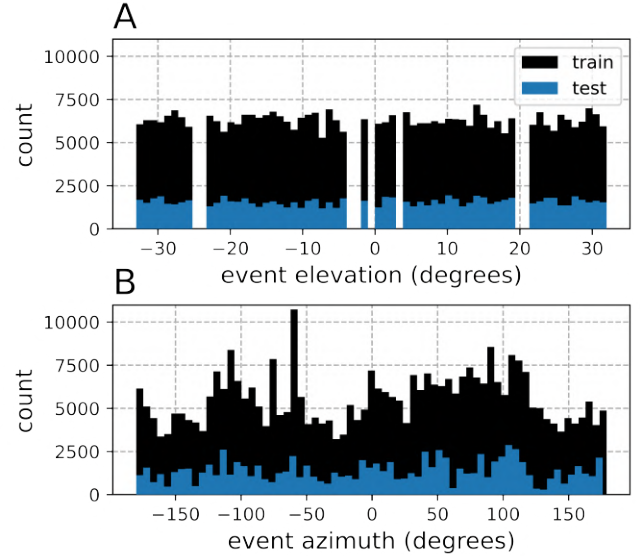 A
10000
7500
5000
2500
0
count
train
test
−30 −20 −10 0 10 20 30
event elevation (degrees)
B
10000
7500
5000
2500
0
count
−150 −100 −50 0 50 100 150
event azimuth (degrees)